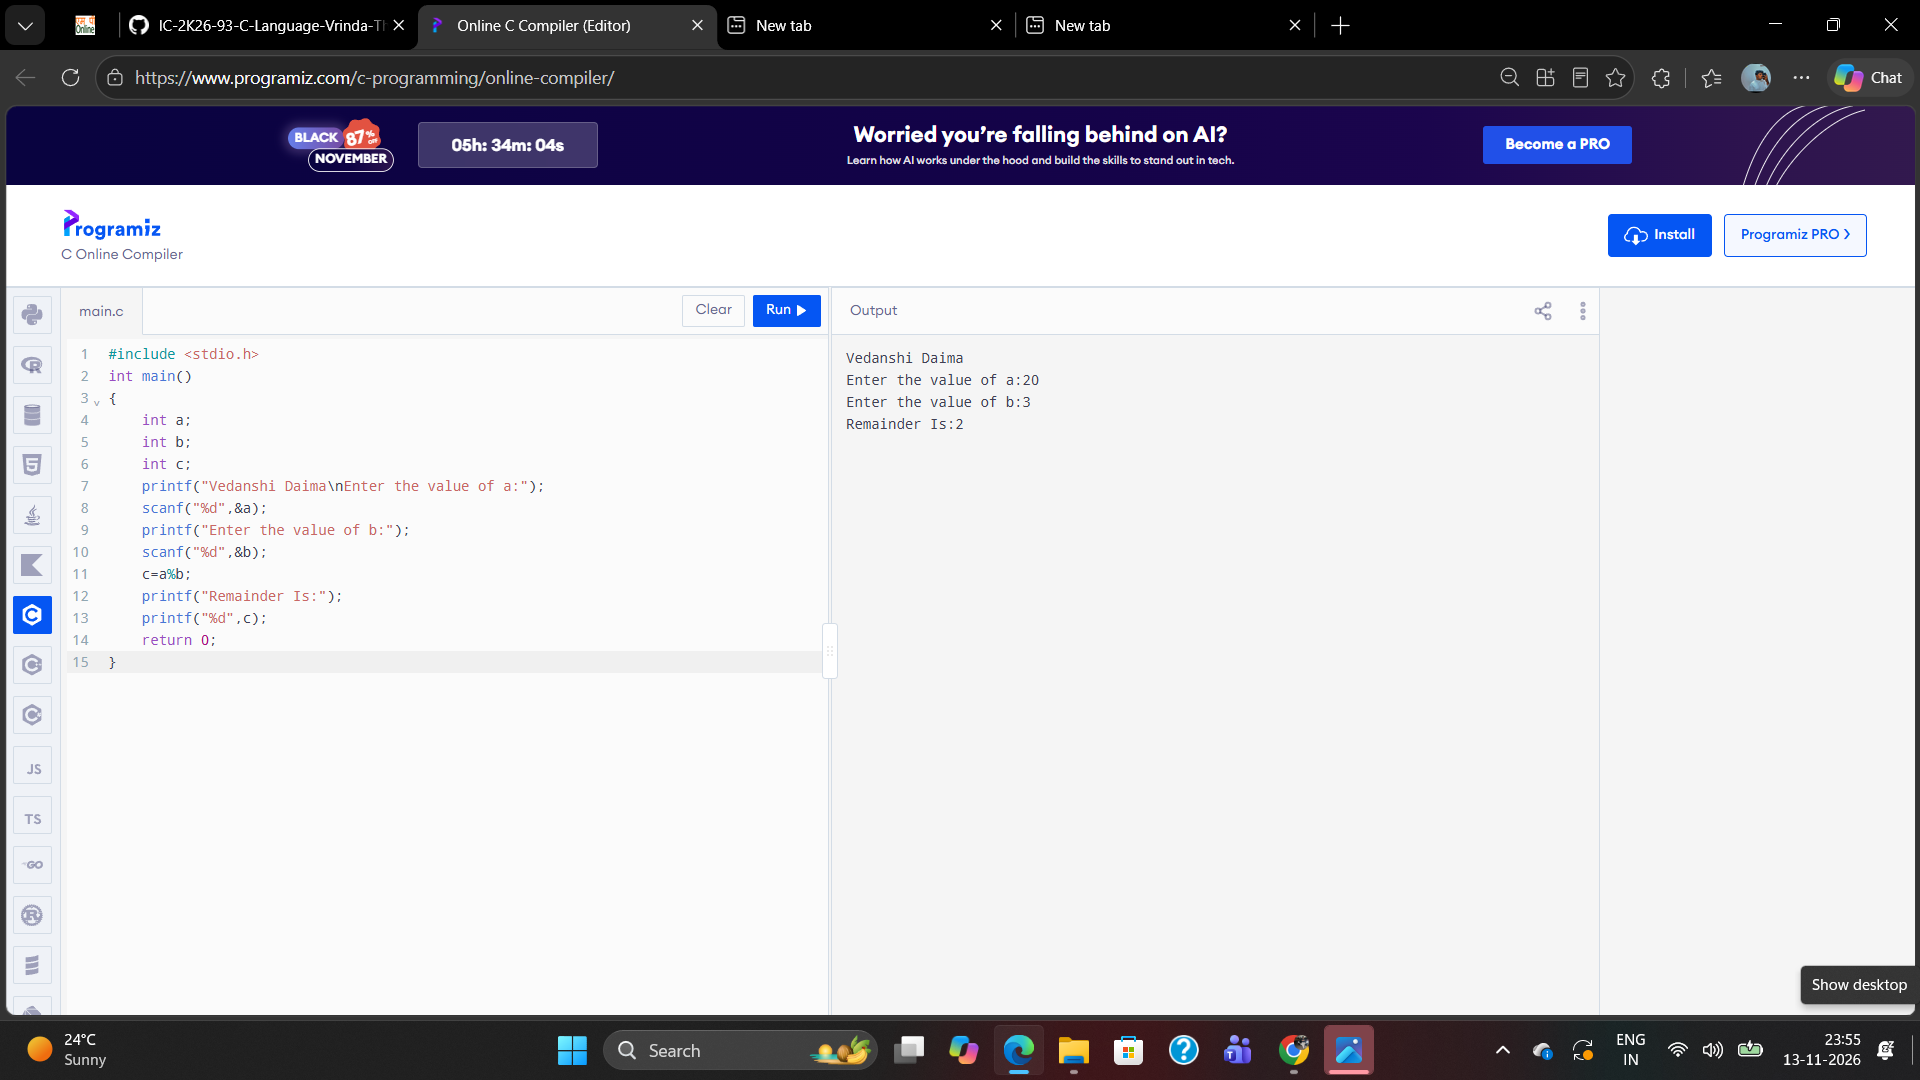 IC-2K26-93-C-Language-Vrinda-Th
Online C Compiler (Editor)
New tab
New tab
https://www.programiz.com/c-programming/online-compiler/
Chat
BLACK 87% OFF
NOVEMBER
05h: 34m: 04s
Worried you're falling behind on AI?
Learn how AI works under the hood and build the skills to stand out in tech.
Become a PRO
Programiz
C Online Compiler
Install
Programiz PRO >
main.c
Clear
Run
Output
1 #include <stdio.h>
2 int main()
3 {
4     int a;
5     int b;
6     int c;
7     printf("Vedanshi Daima\nEnter the value of a:");
8     scanf("%d",&a);
9     printf("Enter the value of b:");
10     scanf("%d",&b);
11     c=a%b;
12     printf("Remainder Is:");
13     printf("%d",c);
14     return 0;
15 }
Vedanshi Daima
Enter the value of a:20
Enter the value of b:3
Remainder Is:2
JS
TS
GO
Show desktop
24°C
Sunny
Search
ENG
IN
23:55
13-11-2026